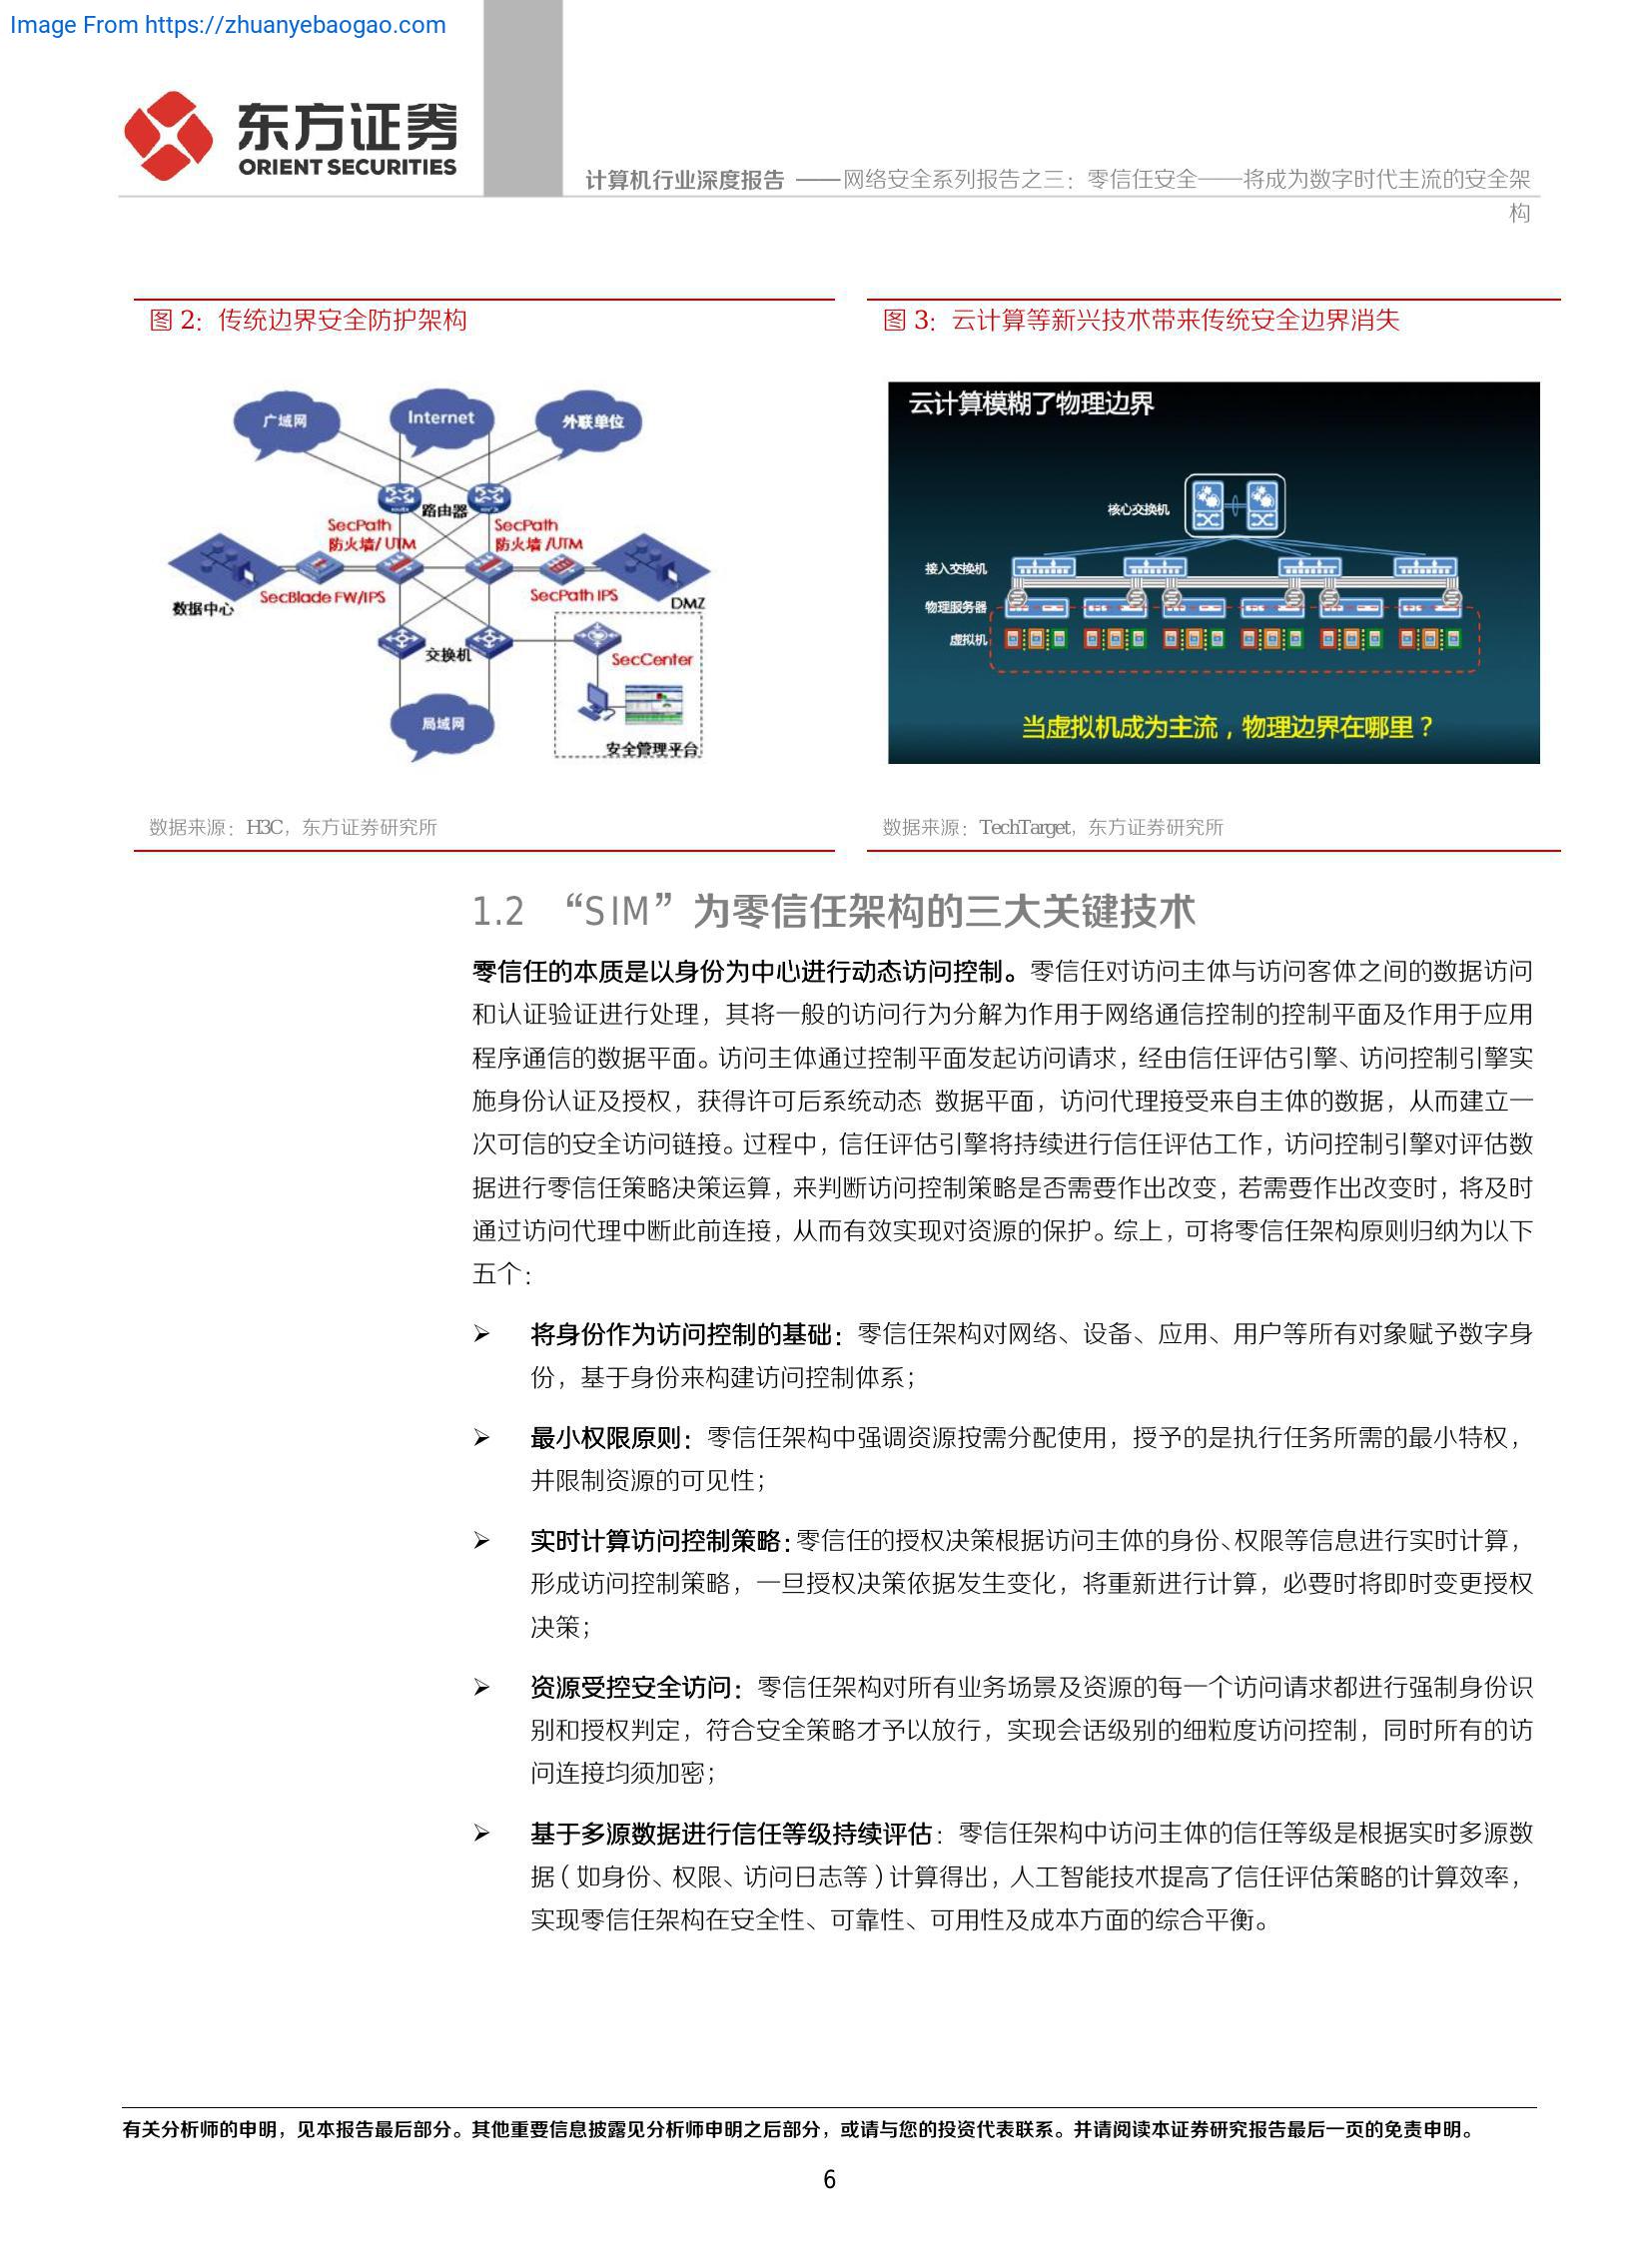 Image From https://zhuanyebaogao.com
东方证券
ORIENT SECURITIES
计算机行业深度报告 ——网络安全系列报告之三：零信任安全——将成为数字时代主流的安全架
构
图 2：传统边界安全防护架构
广域网
Internet
外联单位
路由器
SecPath
防火墙/ UTM
SecPath
防火墙 /UTM
数据中心
SecBlade FW/IPS
SecPath IPS
DMZ
交换机
SecCenter
局域网
安全管理平台
数据来源：H3C，东方证券研究所
图 3：云计算等新兴技术带来传统安全边界消失
云计算模糊了物理边界
核心交换机
接入交换机
物理服务器
虚拟机
当虚拟机成为主流，物理边界在哪里？
数据来源：TechTarget，东方证券研究所
1.2 “SIM”为零信任架构的三大关键技术
零信任的本质是以身份为中心进行动态访问控制。零信任对访问主体与访问客体之间的数据访问
和认证验证进行处理，其将一般的访问行为分解为作用于网络通信控制的控制平面及作用于应用
程序通信的数据平面。访问主体通过控制平面发起访问请求，经由信任评估引擎、访问控制引擎实
施身份认证及授权，获得许可后系统动态 数据平面，访问代理接受来自主体的数据，从而建立一
次可信的安全访问链接。过程中，信任评估引擎将持续进行信任评估工作，访问控制引擎对评估数
据进行零信任策略决策运算，来判断访问控制策略是否需要作出改变，若需要作出改变时，将及时
通过访问代理中断此前连接，从而有效实现对资源的保护。综上，可将零信任架构原则归纳为以下
五个：
➢ 将身份作为访问控制的基础：零信任架构对网络、设备、应用、用户等所有对象赋予数字身
份，基于身份来构建访问控制体系；
➢ 最小权限原则：零信任架构中强调资源按需分配使用，授予的是执行任务所需的最小特权，
并限制资源的可见性；
➢ 实时计算访问控制策略：零信任的授权决策根据访问主体的身份、权限等信息进行实时计算，
形成访问控制策略，一旦授权决策依据发生变化，将重新进行计算，必要时将即时变更授权
决策；
➢ 资源受控安全访问：零信任架构对所有业务场景及资源的每一个访问请求都进行强制身份识
别和授权判定，符合安全策略才予以放行，实现会话级别的细粒度访问控制，同时所有的访
问连接均须加密；
➢ 基于多源数据进行信任等级持续评估：零信任架构中访问主体的信任等级是根据实时多源数
据（如身份、权限、访问日志等）计算得出，人工智能技术提高了信任评估策略的计算效率，
实现零信任架构在安全性、可靠性、可用性及成本方面的综合平衡。
有关分析师的申明，见本报告最后部分。其他重要信息披露见分析师申明之后部分，或请与您的投资代表联系。并请阅读本证券研究报告最后一页的免责申明。
6